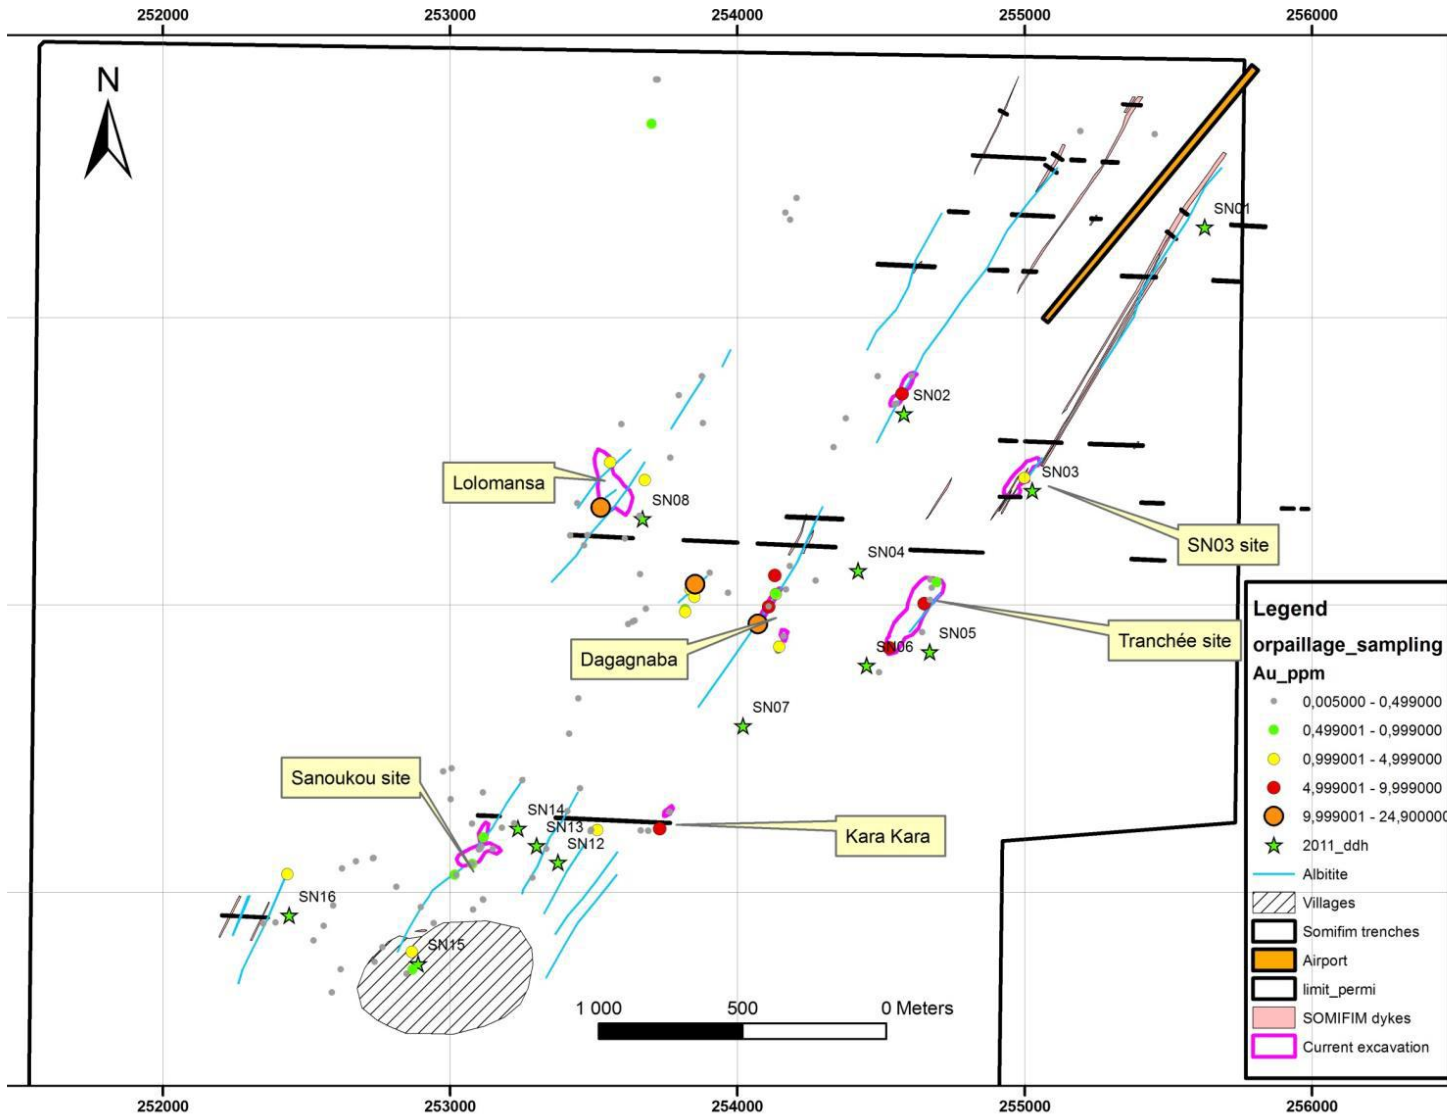 252000 253000 254000 255000 256000
N
SN01
SN02
Lolomansa
SN03
SN08
SN03 site
SN04
Dagagnaba
SN06
SN05
Tranchée site
SN07
Sanoukou site
SN14
SN13
SN12
Kara Kara
SN16
SN15
1 000 500 0 Meters
Legend
orpaillage_sampling
Au_ppm
0,005000 - 0,499000
0,499001 - 0,999000
0,999001 - 4,999000
4,999001 - 9,999000
9,999001 - 24,900000
2011_ddh
Albitite
Villages
Somifim trenches
Airport
limit_permi
SOMIFIM dykes
Current excavation
252000 253000 254000 255000 256000